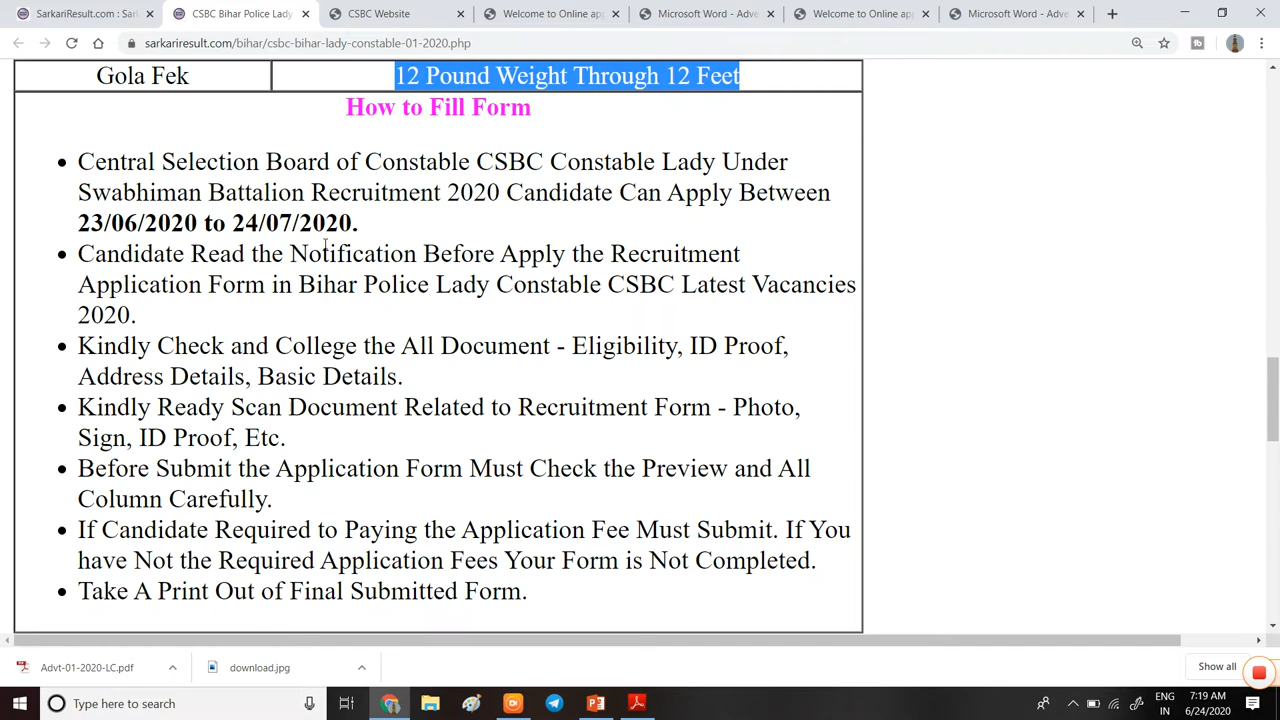 SarkariResult.com : Sar
CSBC Bihar Police Lady
CSBC Website
Welcome to Online ap
Microsoft Word - Adve
Welcome to Online ap
Microsoft Word - Adve
sarkariresult.com/bihar/csbc-bihar-lady-constable-01-2020.php
Gola Fek
12 Pound Weight Through 12 Feet
How to Fill Form
Central Selection Board of Constable CSBC Constable Lady Under
Swabhiman Battalion Recruitment 2020 Candidate Can Apply Between
23/06/2020 to 24/07/2020.
Candidate Read the Notification Before Apply the Recruitment
Application Form in Bihar Police Lady Constable CSBC Latest Vacancies
2020.
Kindly Check and College the All Document - Eligibility, ID Proof,
Address Details, Basic Details.
Kindly Ready Scan Document Related to Recruitment Form - Photo,
Sign, ID Proof, Etc.
Before Submit the Application Form Must Check the Preview and All
Column Carefully.
If Candidate Required to Paying the Application Fee Must Submit. If You
have Not the Required Application Fees Your Form is Not Completed.
Take A Print Out of Final Submitted Form.
Advt-01-2020-LC.pdf
download.jpg
Show all
Type here to search
ENG
IN
7:19 AM
6/24/2020